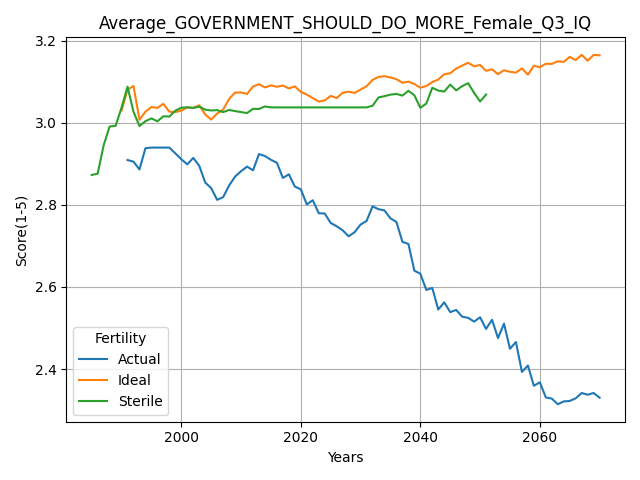 Average_GOVERNMENT_SHOULD_DO_MORE_Female_Q3_IQ
3.2
3.0
2.8
2.6
2.4
Score(1-5)
Fertility
Actual
Ideal
Sterile
2000 2020 2040 2060
Years